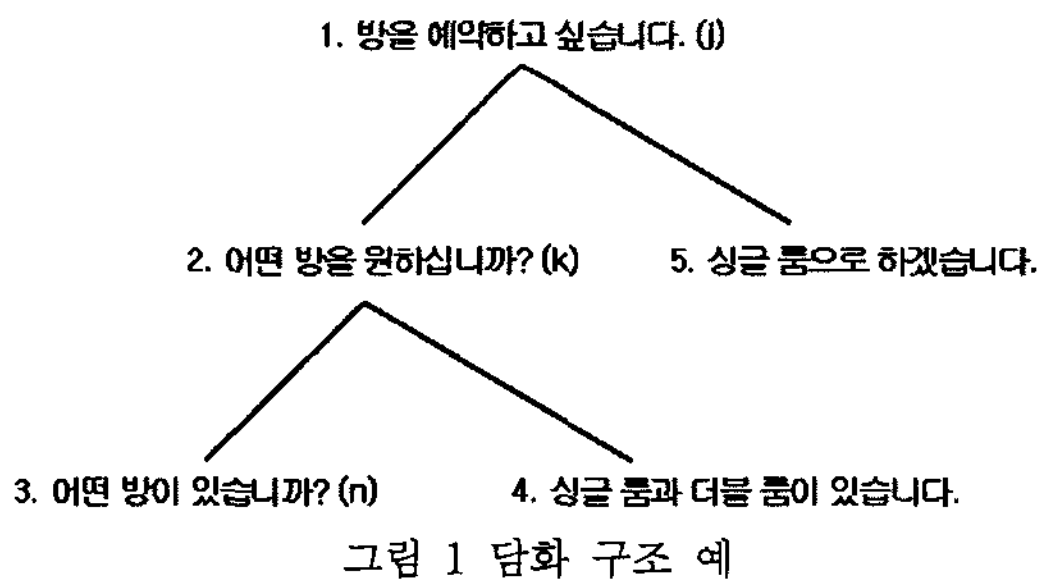 1. 방을 예약하고 싶습니다. (j)
2. 어떤 방을 원하십니까? (k) 5. 싱글 룸으로 하겠습니다.
3. 어떤 방이 있습니까? (n) 4. 싱글 룸과 더블 룸이 있습니다.
그림 1 담화 구조 예